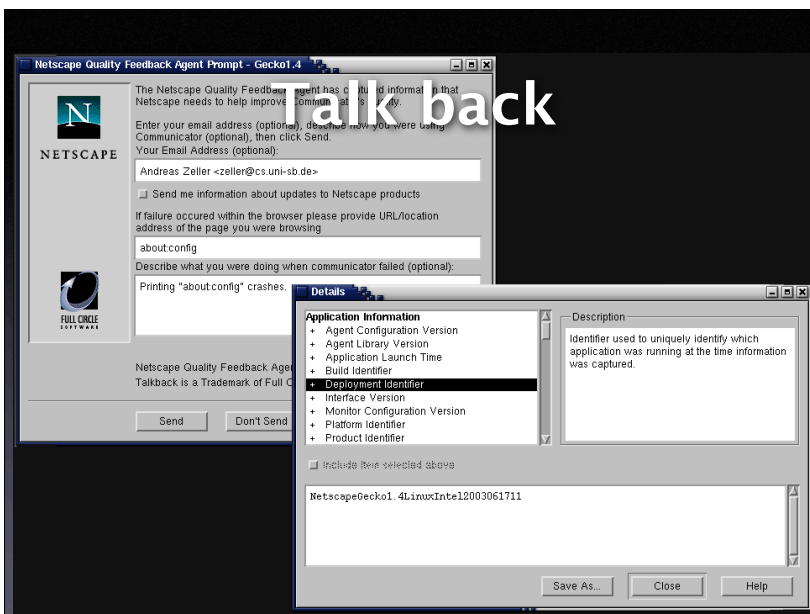 Talk back
Netscape Quality Feedback Agent Prompt - Gecko1.4
The Netscape Quality Feedback Agent has captured information that
Netscape needs to help improve Communicator's quality.
Enter your email address (optional), describe how you were using
Communicator (optional), then click Send.
Your Email Address (optional):
Andreas Zeller <zeller@cs.uni-sb.de>
Send me information about updates to Netscape products
If failure occured within the browser please provide URL/location
address of the page you were browsing
about:config
Describe what you were doing when communicator failed (optional):
Printing "about:config" crashes.
N
NETSCAPE
FULL CIRCLE
SOFTWARE
Netscape Quality Feedback Age
Talkback is a Trademark of Full C
Send
Don't Send
Details
Application Information
+ Agent Configuration Version
+ Agent Library Version
+ Application Launch Time
+ Build Identifier
+ Deployment Identifier
+ Interface Version
+ Monitor Configuration Version
+ Platform Identifier
+ Product Identifier
Description
Identifier used to uniquely identify which
application was running at the time information
was captured.
Include item selected above
NetscapeGecko1.4LinuxIntel2003061711
Save As...
Close
Help